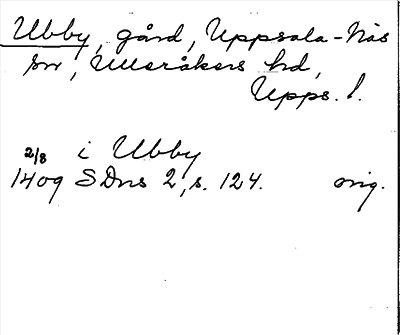 Ubby, gård, Uppsala-Näs
sn, Ulleråkers hd,
Upps. l.
2/8 i Ubby
1409 SDns 2, s. 124. orig.